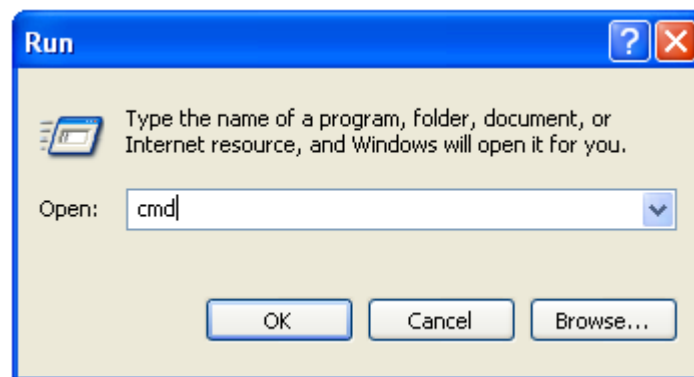 Run
Type the name of a program, folder, document, or
Internet resource, and Windows will open it for you.
Open: cmd
OK Cancel Browse...